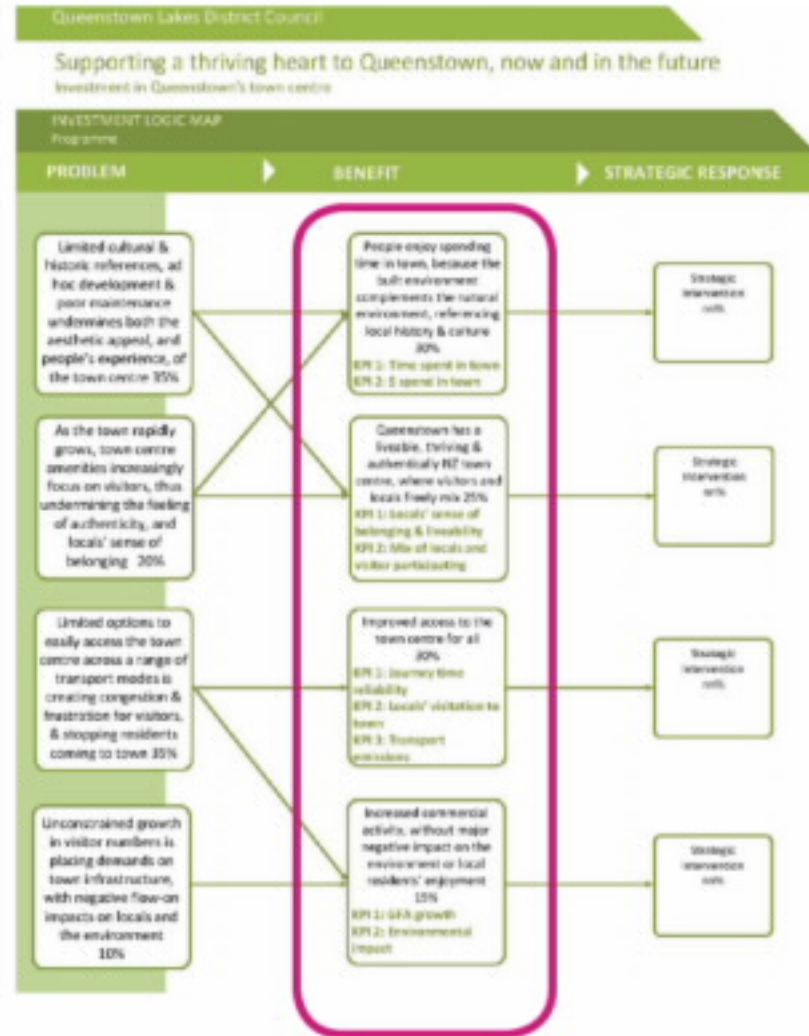 Queenstown Lakes District Council
Supporting a thriving heart to Queenstown, now and in the future
Investment in Queenstown's town centre
INVESTMENT LOGIC MAP
Programme
PROBLEM
BENEFIT
STRATEGIC RESPONSE
Limited cultural &
historic references, ad
hoc development &
poor maintenance
undermines both the
aesthetic appeal, and
people's experience, of
the town centre 35%
As the town rapidly
grows, town centre
amenities increasingly
focus on visitors, thus
undermining the feeling
of authenticity, and
locals' sense of
belonging 20%
Limited options to
easily access the town
centre across a range of
transport modes is
creating congestion &
frustration for visitors,
& stopping residents
coming to town 35%
Unconstrained growth
in visitor numbers is
placing demands on
town infrastructure,
with negative flow-on
impacts on locals and
the environment
10%
People enjoy spending
time in town, because the
built environment
complements the natural
environment, referencing
local history & culture
30%
KPI 1: Time spent in town
KPI 2: $ spent in town
Queenstown has a
liveable, thriving &
authentically NZ town
centre, where visitors and
locals freely mix 25%
KPI 1: Locals' sense of
belonging & liveability
KPI 2: Mix of locals and
visitor participating
Improved access to the
town centre for all
30%
KPI 1: Journey time
reliability
KPI 2: Locals' visitation to
town
KPI 3: Transport
emissions
Increased commercial
activity, without major
negative impact on the
environment or local
residents' enjoyment
15%
KPI 1: GFA growth
KPI 2: Environmental
impact
Strategic
Intervention
Strategic
Intervention
Strategic
Intervention
Strategic
Intervention